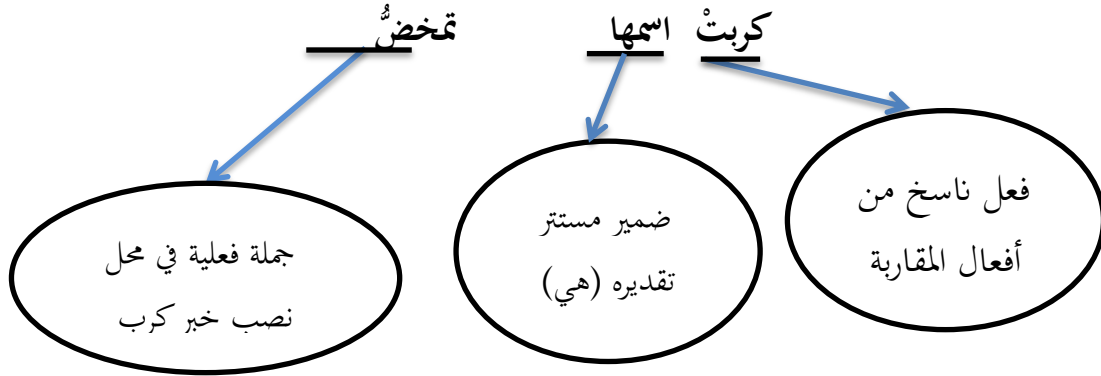 كربتْ اسمها تمخضُّ
فعل ناسخ من
أفعال المقاربة
ضمير مستتر
تقديره (هي)
جملة فعلية في محل
نصب خبر كرب